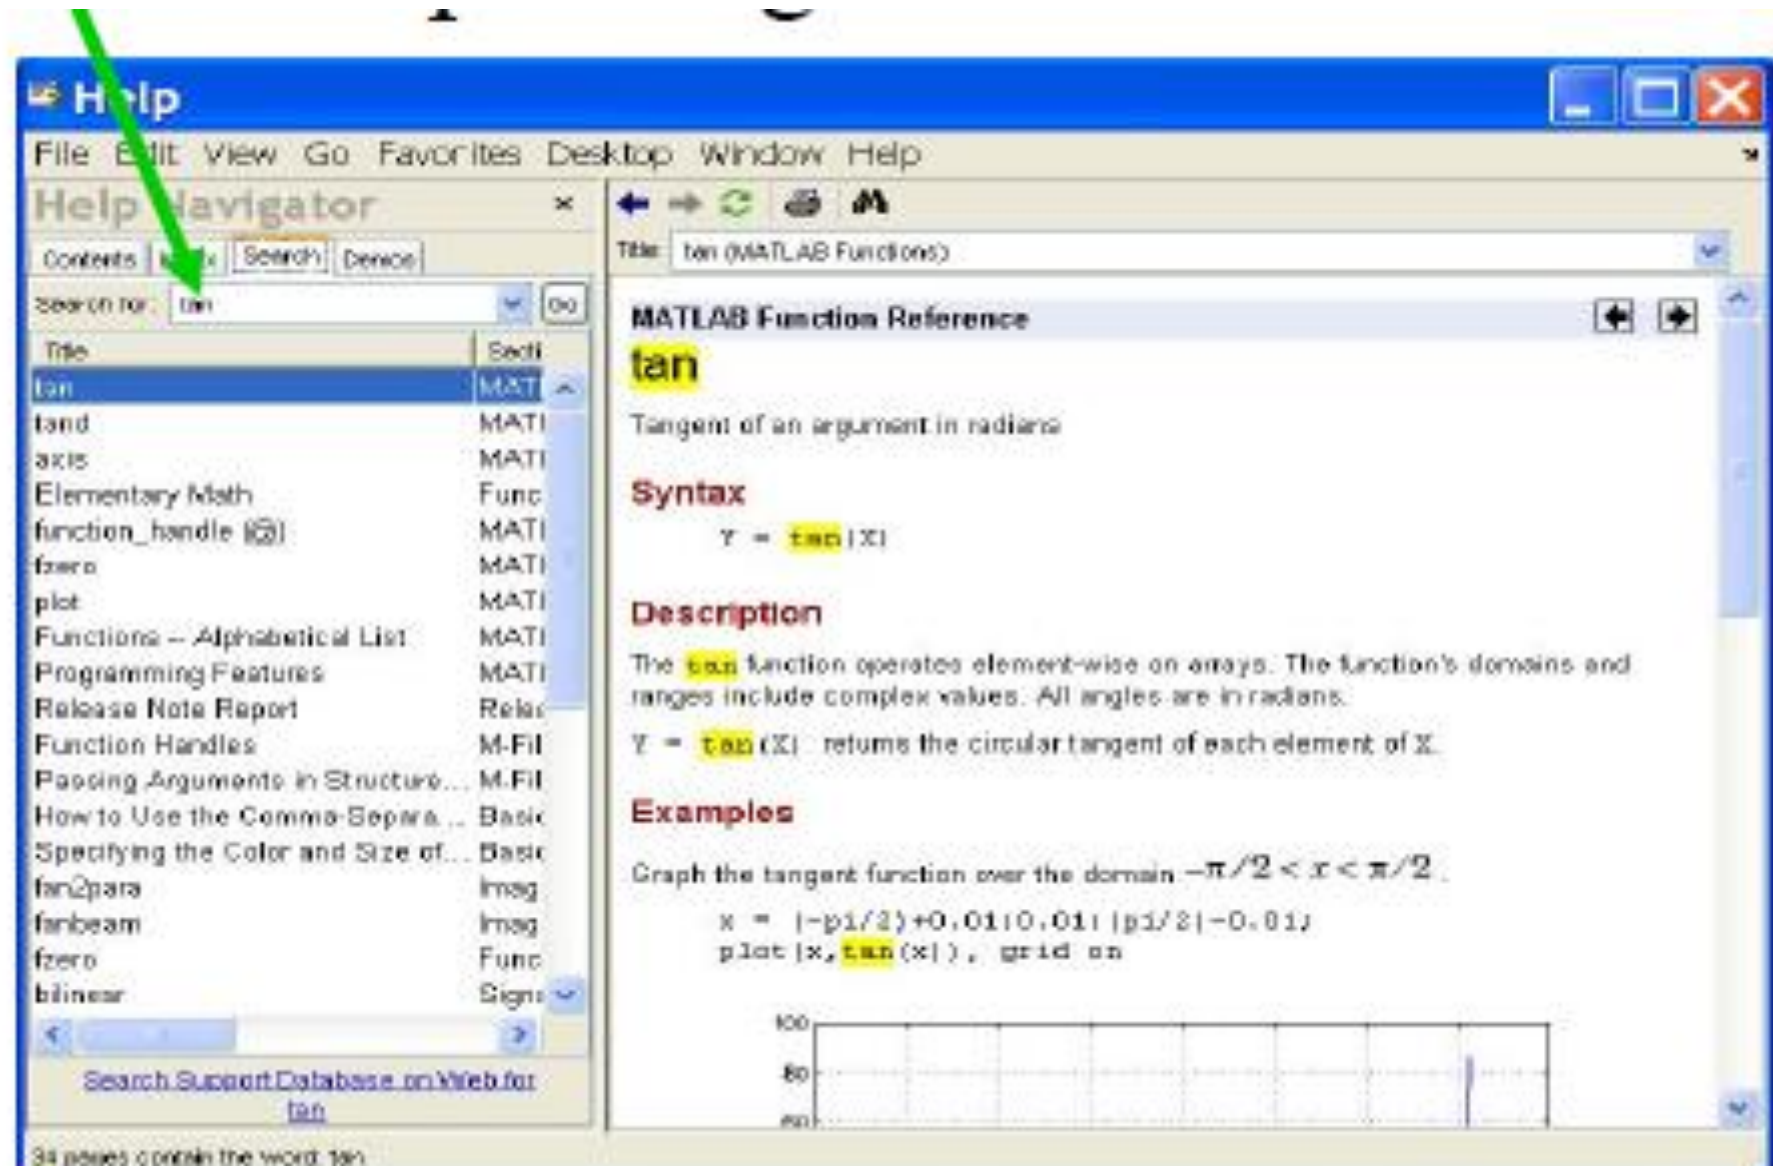 Help
File Edit View Go Favorites Desktop Window Help
Help Navigator
Contents Search Demos
Search for: tan Go
Title Secti
tan MATI
tand MATI
axis MATI
Elementary Math Func
function_handle (@) MATI
fzero MATI
plot MATI
Functions -- Alphabetical List MATI
Programming Features MATI
Release Note Report Relea
Function Handles M-Fil
Passing Arguments in Structure... M-Fil
How to Use the Comma-Separa... Basic
Specifying the Color and Size of... Basic
fan2para Imag
fanbeam Imag
fzero Func
bilinear Signa
Search Support Database on Web for
tan
34 pages contain the word: tan
Title: tan (MATLAB Functions)
MATLAB Function Reference
tan
Tangent of an argument in radians
Syntax
Y = tan(X)
Description
The tan function operates element-wise on arrays. The function's domains and
ranges include complex values. All angles are in radians.
Y = tan(X) returns the circular tangent of each element of X.
Examples
Graph the tangent function over the domain -π/2 < x < π/2.
x = (-pi/2)+0.01:0.01:(pi/2)-0.01;
plot(x,tan(x)), grid on
100
80
60